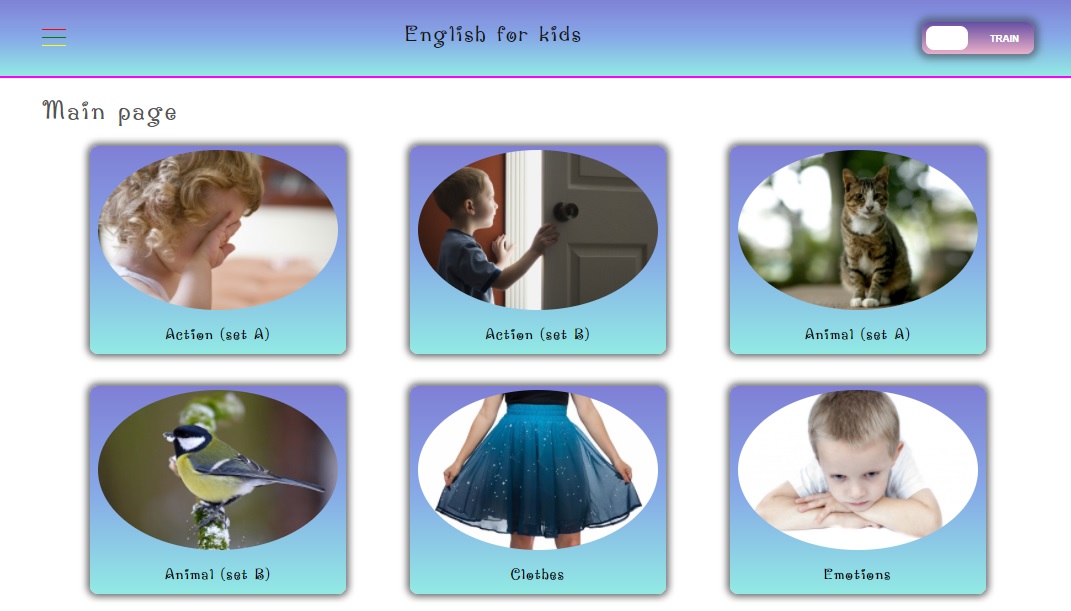 English for kids
TRAIN
Main page
Action (set A)
Action (set B)
Animal (set A)
Animal (set B)
Clothes
Emotions